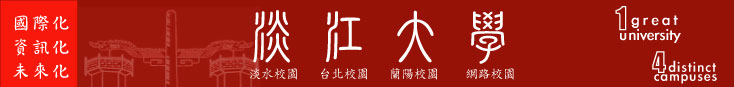 國際化
資訊化
未來化
淡江大學
淡水校園 台北校園 蘭陽校園 網路校園
1 great
university
4 distinct
campuses